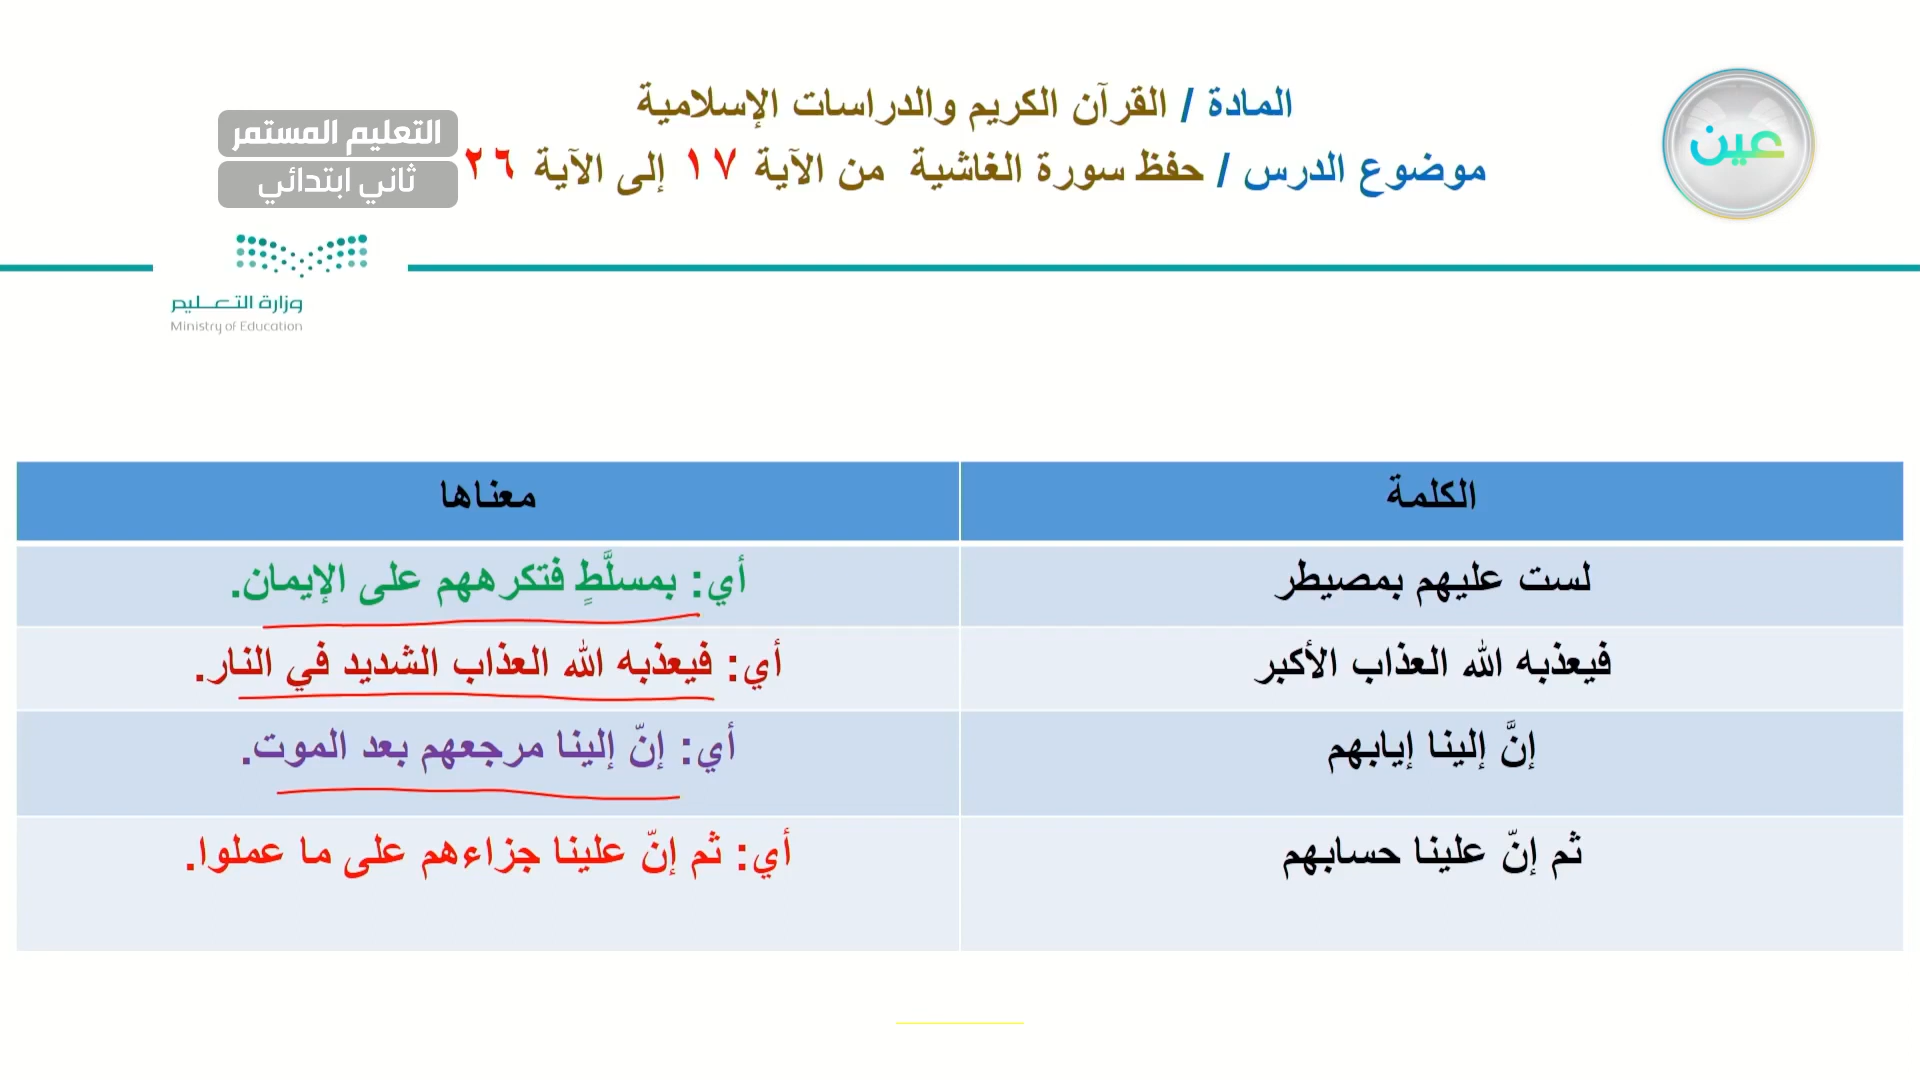 المادة / القرآن الكريم والدراسات الإسلامية
موضوع الدرس / حفظ سورة الغاشية من الآية ١٧ إلى الآية ٢٦
عين
التعليم المستمر
ثاني ابتدائي
وزارة التعـــليم
Ministry of Education
الكلمة
معناها
لست عليهم بمصيطر
أي: بمسلَّطٍ فتكرههم على الإيمان.
فيعذبه الله العذاب الأكبر
أي: فيعذبه الله العذاب الشديد في النار.
إنَّ إلينا إيابهم
أي: إنّ إلينا مرجعهم بعد الموت.
ثم إنّ علينا حسابهم
أي: ثم إنّ علينا جزاءهم على ما عملوا.